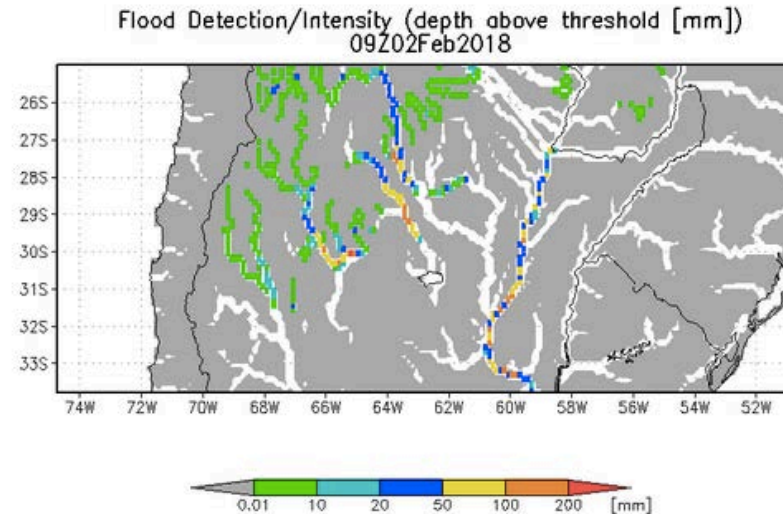 Flood Detection/Intensity (depth above threshold [mm])
09Z02Feb2018
26S
27S
28S
29S
30S
31S
32S
33S
74W 72W 70W 68W 66W 64W 62W 60W 58W 56W 54W 52W
0.01 10 20 50 100 200 [mm]